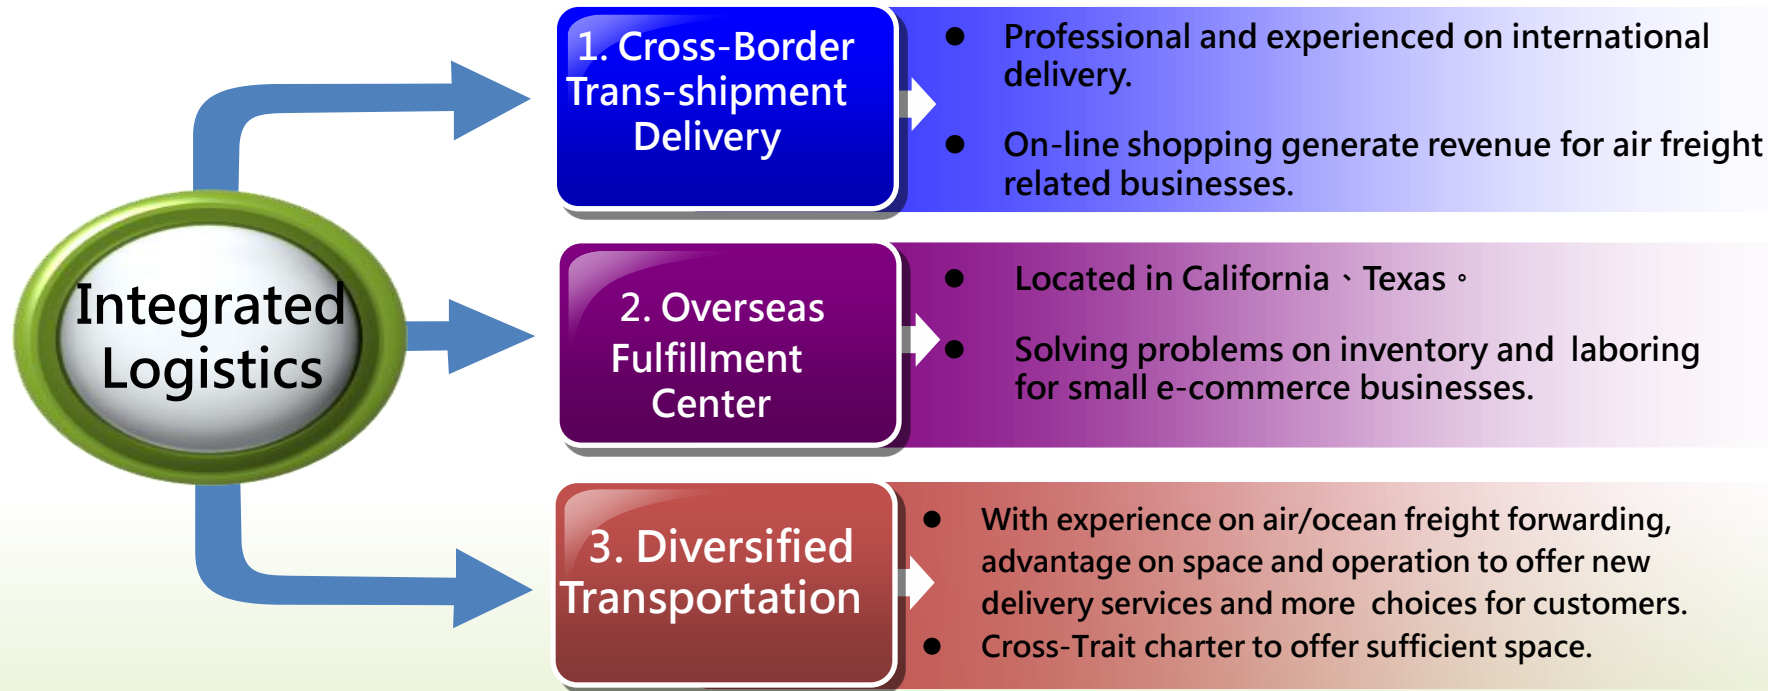 Integrated
Logistics
1. Cross-Border
Trans-shipment
Delivery
● Professional and experienced on international
delivery.
● On-line shopping generate revenue for air freight
related businesses.
2. Overseas
Fulfillment
Center
● Located in California、Texas。
● Solving problems on inventory and laboring
for small e-commerce businesses.
3. Diversified
Transportation
● With experience on air/ocean freight forwarding,
advantage on space and operation to offer new
delivery services and more choices for customers.
● Cross-Trait charter to offer sufficient space.